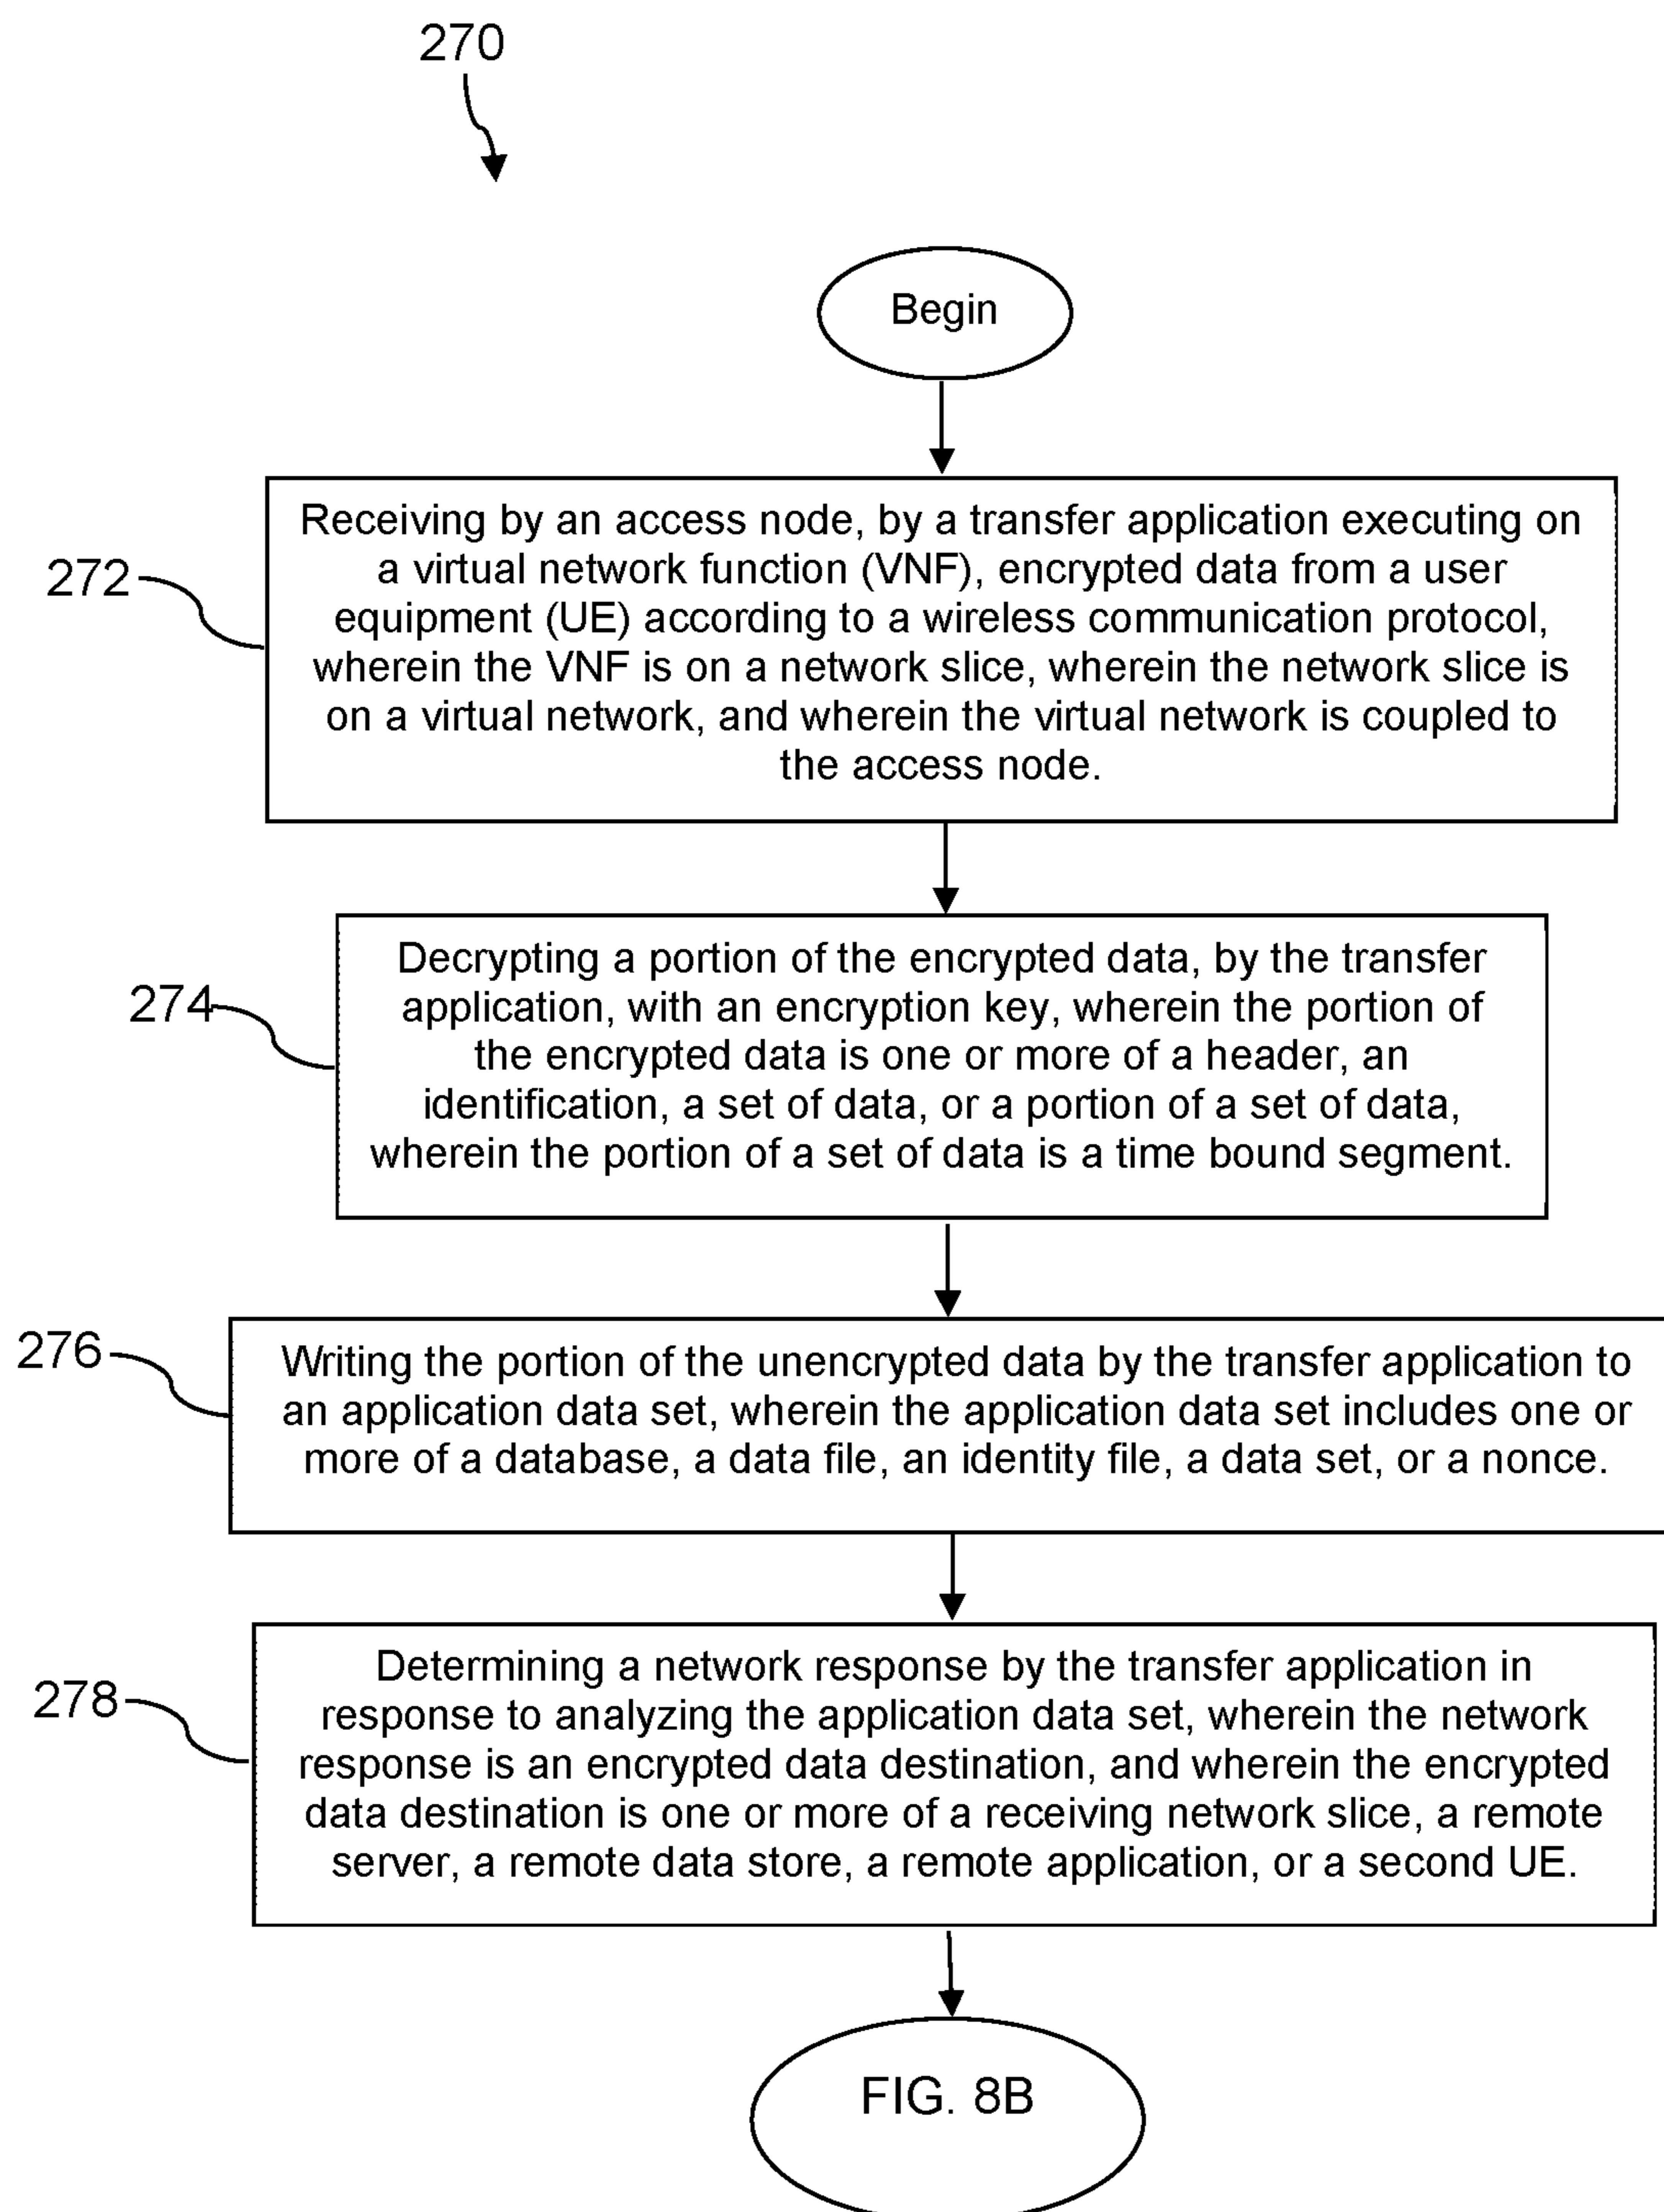 270
Begin
272
Receiving by an access node, by a transfer application executing on
a virtual network function (VNF), encrypted data from a user
equipment (UE) according to a wireless communication protocol,
wherein the VNF is on a network slice, wherein the network slice is
on a virtual network, and wherein the virtual network is coupled to
the access node.
274
Decrypting a portion of the encrypted data, by the transfer
application, with an encryption key, wherein the portion of
the encrypted data is one or more of a header, an
identification, a set of data, or a portion of a set of data,
wherein the portion of a set of data is a time bound segment.
276
Writing the portion of the unencrypted data by the transfer application to
an application data set, wherein the application data set includes one or
more of a database, a data file, an identity file, a data set, or a nonce.
278
Determining a network response by the transfer application in
response to analyzing the application data set, wherein the network
response is an encrypted data destination, and wherein the encrypted
data destination is one or more of a receiving network slice, a remote
server, a remote data store, a remote application, or a second UE.
FIG. 8B